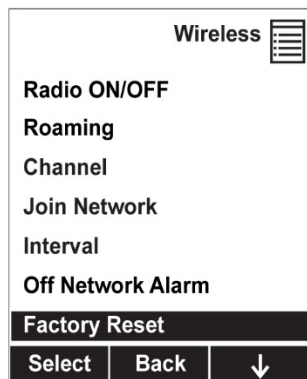 Wireless
Radio ON/OFF
Roaming
Channel
Join Network
Interval
Off Network Alarm
Factory Reset
Select Back ↓